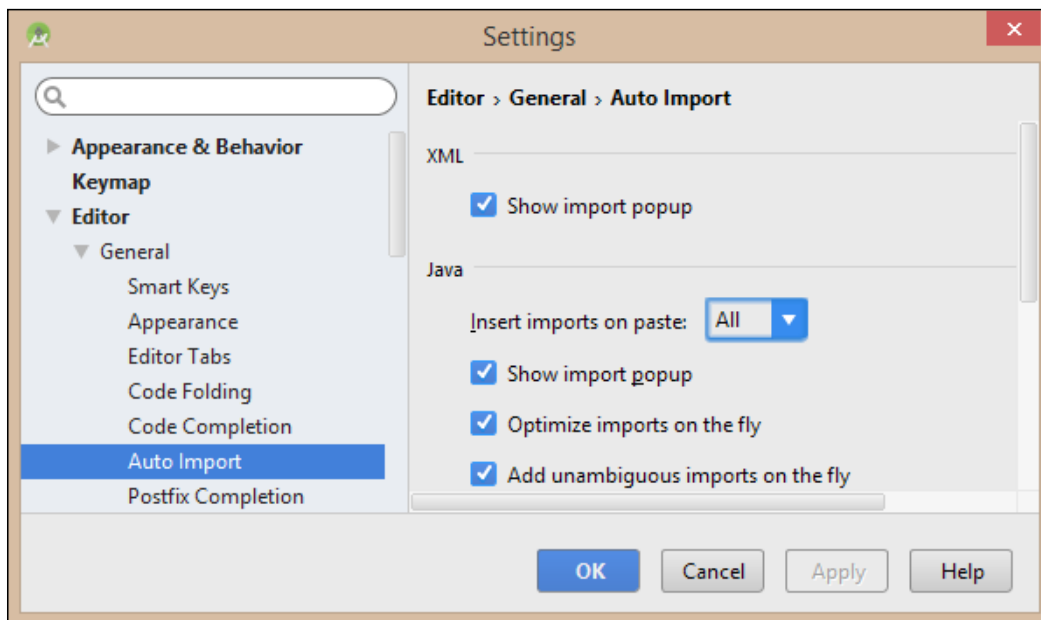 Settings
Editor › General › Auto Import
Appearance & Behavior
Keymap
Editor
General
Smart Keys
Appearance
Editor Tabs
Code Folding
Code Completion
Auto Import
Postfix Completion
XML
Show import popup
Java
Insert imports on paste: All
Show import popup
Optimize imports on the fly
Add unambiguous imports on the fly
OK Cancel Apply Help